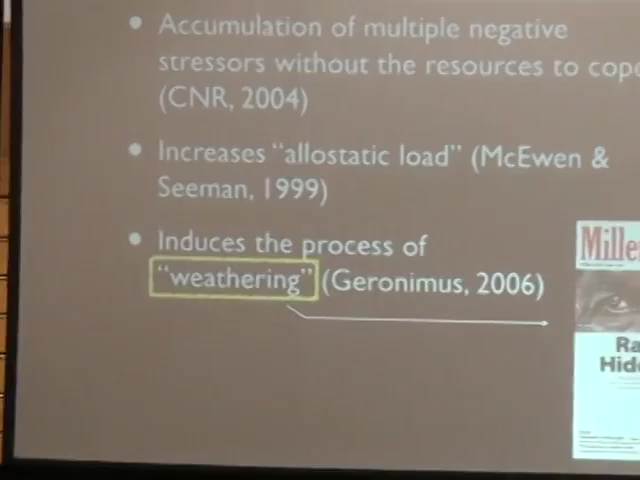 • Accumulation of multiple negative
stressors without the resources to cope
(CNR, 2004)
• Increases "allostatic load" (McEwen &
Seeman, 1999)
• Induces the process of
"weathering" (Geronimus, 2006)
Mille
Ra
Hid